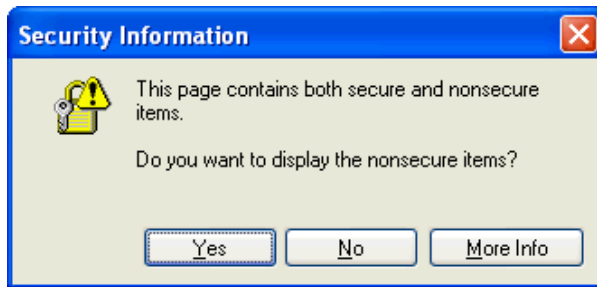 Security Information
This page contains both secure and nonsecure
items.
Do you want to display the nonsecure items?
Yes No More Info